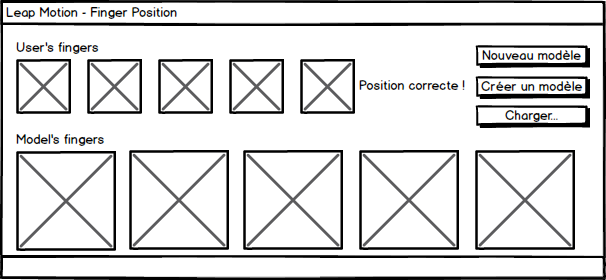 Leap Motion - Finger Position
User's fingers
Nouveau modèle
Position correcte !
Créer un modèle
Charger...
Model's fingers